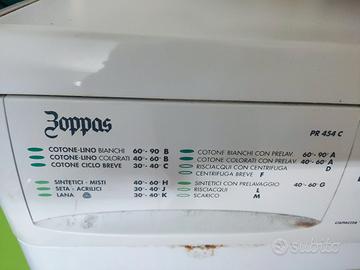 Zoppas
PR 454 C
COTONE-LINO BIANCHI 60°- 90° B
COTONE-LINO COLORATI 40°- 60° B
COTONE CICLO BREVE 30°- 40° C
SINTETICI - MISTI 40°- 60° H
SETA - ACRILICI 30°- 40° J
LANA 30°- 40° K
COTONE BIANCHI CON PRELAV. 60°- 90° A
COTONE COLORATI CON PRELAV. 40°- 60° A
RISCIACQUI CON CENTRIFUGA D
CENTRIFUGA BREVE F
SINTETICI CON PRELAVAGGIO 40°- 60° G
RISCIACQUI L
SCARICO M
subito